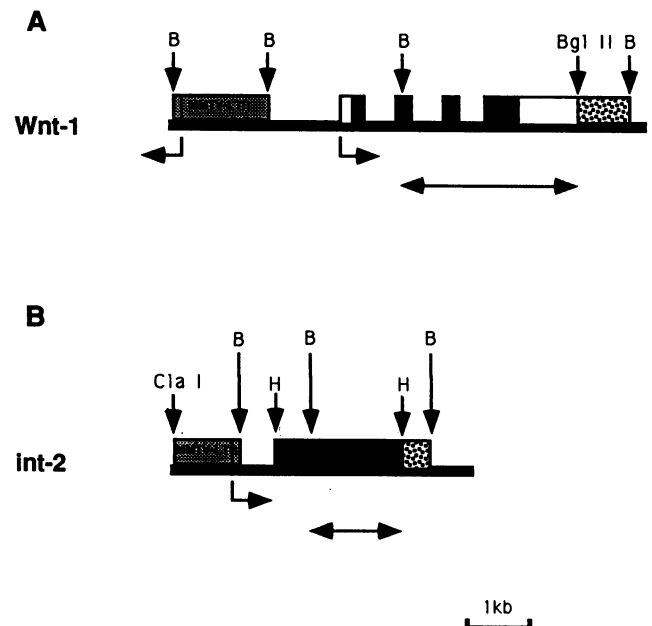 A
B B B Bgl II B
Wnt-1
B
B B B
Cla I H H
int-2
1kb